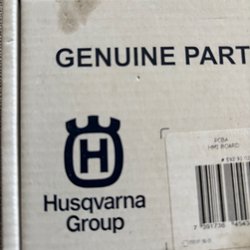 GENUINE PART
PCBA
HMI BOARD
H
Husqvarna
Group